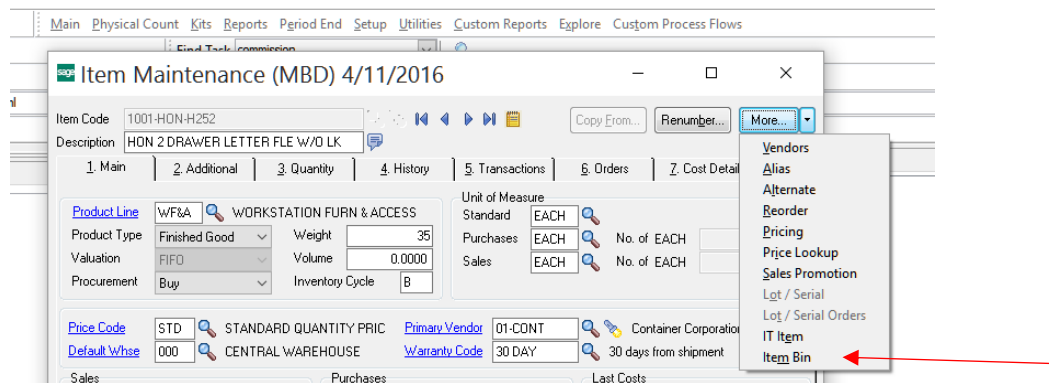 Main Physical Count Kits Reports Period End Setup Utilities Custom Reports Explore Custom Process Flows
Find Task commission
sage Item Maintenance (MBD) 4/11/2016
Item Code 1001-HON-H252 Copy From... Renumber... More...
Description HON 2 DRAWER LETTER FLE W/O LK
1. Main 2. Additional 3. Quantity 4. History 5. Transactions 6. Orders 7. Cost Detail
Vendors
Alias
Alternate
Reorder
Pricing
Price Lookup
Sales Promotion
Lot / Serial
Lot / Serial Orders
IT Item
Item Bin
Product Line WF&A WORKSTATION FURN & ACCESS
Product Type Finished Good Weight 35
Valuation FIFO Volume 0.0000
Procurement Buy Inventory Cycle B
Unit of Measure
Standard EACH
Purchases EACH No. of EACH
Sales EACH No. of EACH
Price Code STD STANDARD QUANTITY PRIC Primary Vendor 01-CONT Container Corporation
Default Whse 000 CENTRAL WAREHOUSE Warranty Code 30 DAY 30 days from shipment
Sales Purchases Last Costs